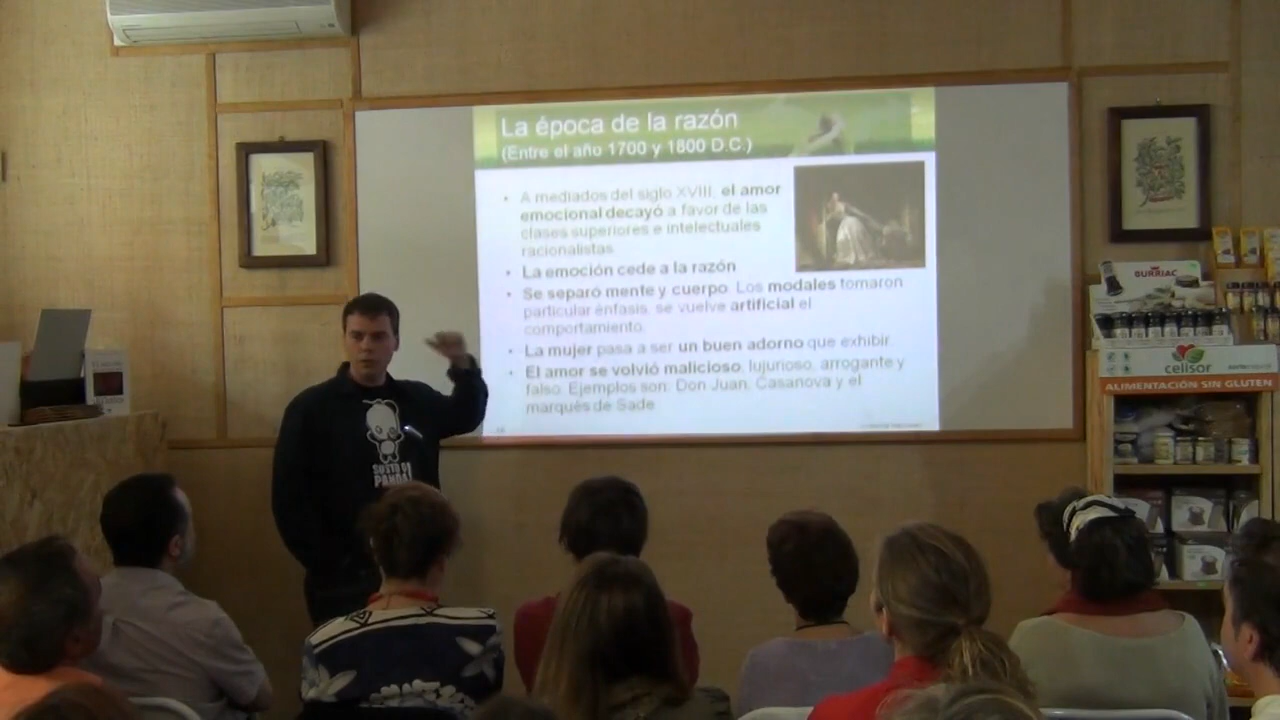 La época de la razón
(Entre el año 1700 y 1800 D.C.)
• A mediados del siglo XVIII, el amor
emocional decayó a favor de las
clases superiores e intelectuales
racionalistas
• La emoción cede a la razón
• Se separó mente y cuerpo. Los modales tomaron
particular énfasis, se vuelve artificial el
comportamiento.
• La mujer pasa a ser un buen adorno que exhibir.
• El amor se volvió malicioso, lujurioso, arrogante y
falso. Ejemplos son: Don Juan, Casanova y el
marqués de Sade
SUSTO O
PANDA!
BURRIAC
celisor
ALIMENTACIÓN SIN GLUTEN